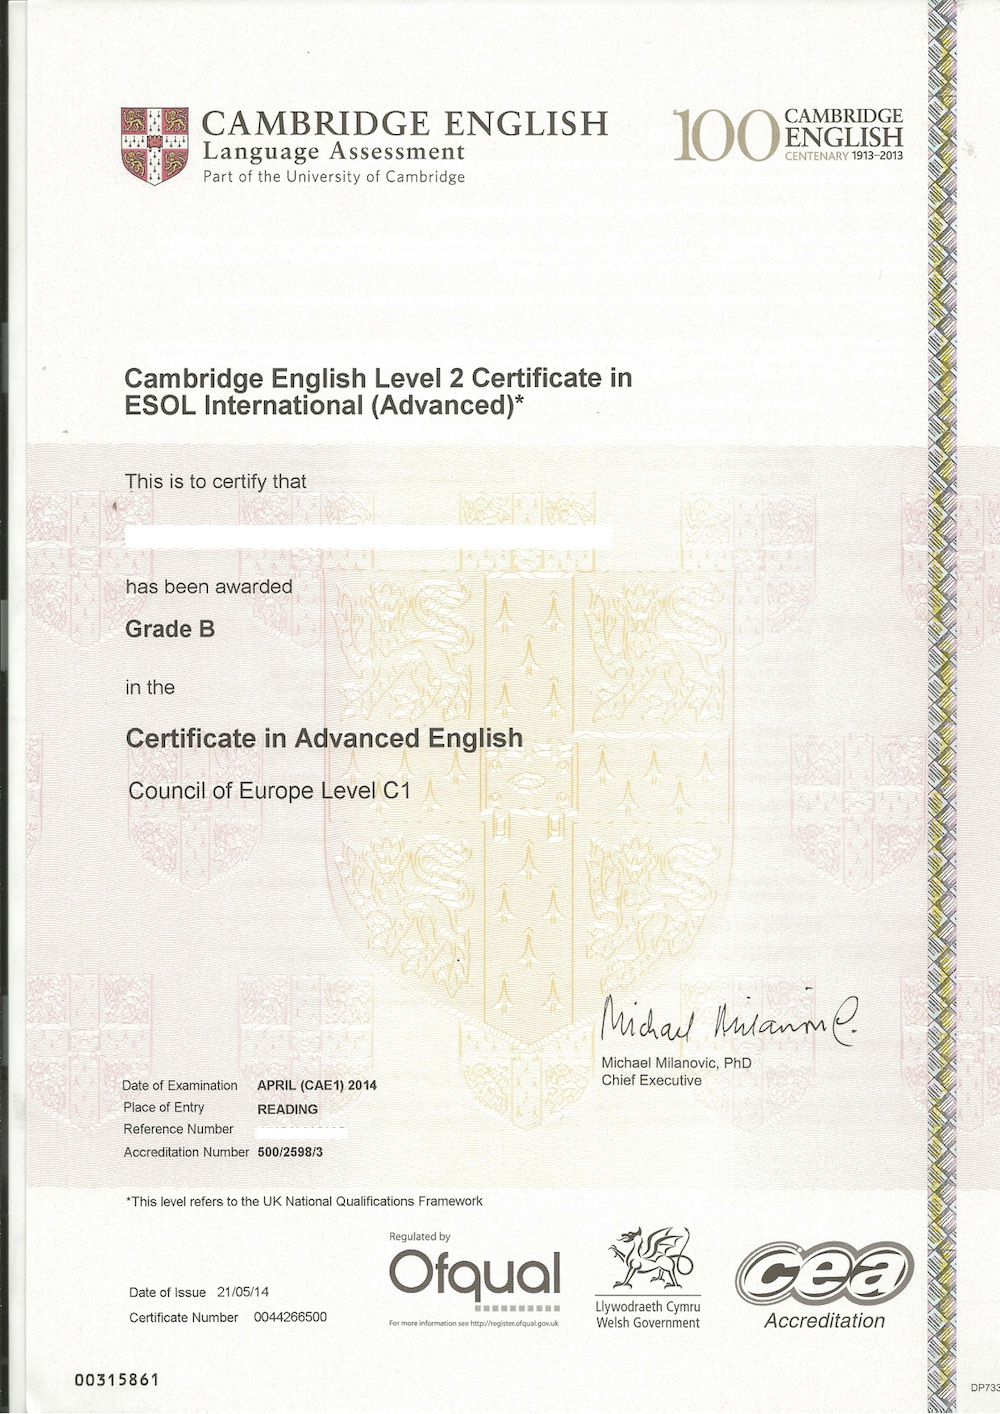 CAMBRIDGE ENGLISH
Language Assessment
Part of the University of Cambridge
100 CAMBRIDGE
ENGLISH
CENTENARY 1913–2013
Cambridge English Level 2 Certificate in
ESOL International (Advanced)*
This is to certify that
has been awarded
Grade B
in the
Certificate in Advanced English
Council of Europe Level C1
Michael Milanovic
Michael Milanovic, PhD
Chief Executive
Date of Examination APRIL (CAE1) 2014
Place of Entry READING
Reference Number
Accreditation Number 500/2598/3
*This level refers to the UK National Qualifications Framework
Date of Issue 21/05/14
Certificate Number 0044266500
Regulated by
Ofqual
For more information see http://register.ofqual.gov.uk
Llywodraeth Cymru
Welsh Government
cea
Accreditation
00315861
DP733